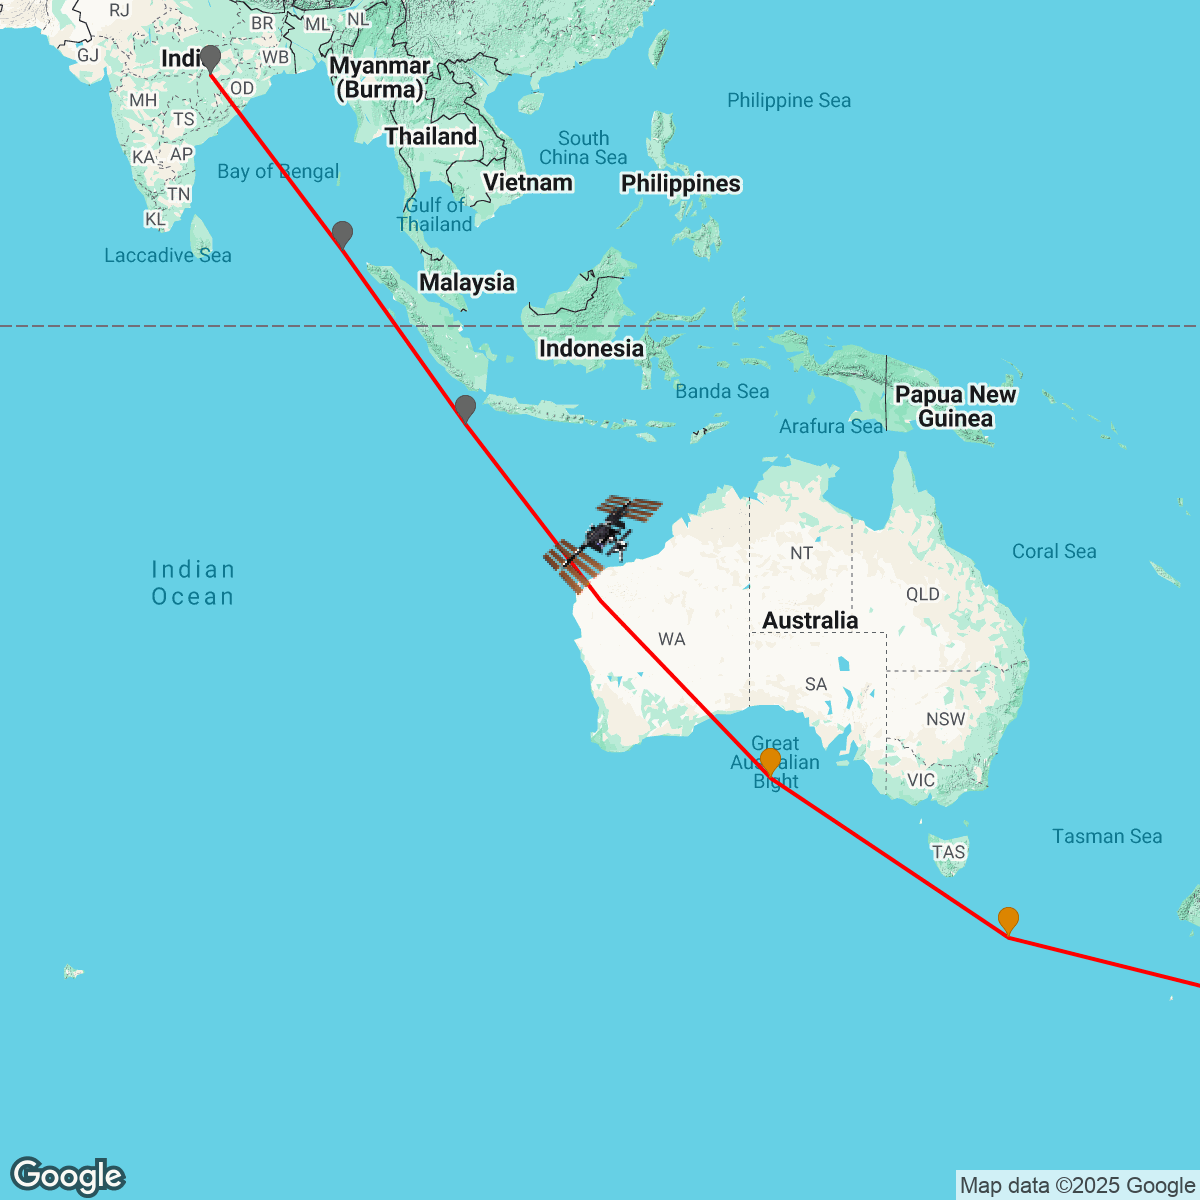 RJ
BR
ML
NL
GJ
Indi
WB
Myanmar
(Burma)
OD
MH
Philippine Sea
TS
Thailand
South
China Sea
KA
AP
Bay of Bengal
Vietnam
Philippines
TN
Gulf of
Thailand
KL
Laccadive Sea
Malaysia
Indonesia
Banda Sea
Papua New
Guinea
Arafura Sea
NT
Coral Sea
Indian
Ocean
QLD
Australia
WA
SA
NSW
Great
Australian
Bight
VIC
Tasman Sea
TAS
Google
Map data ©2025 Google